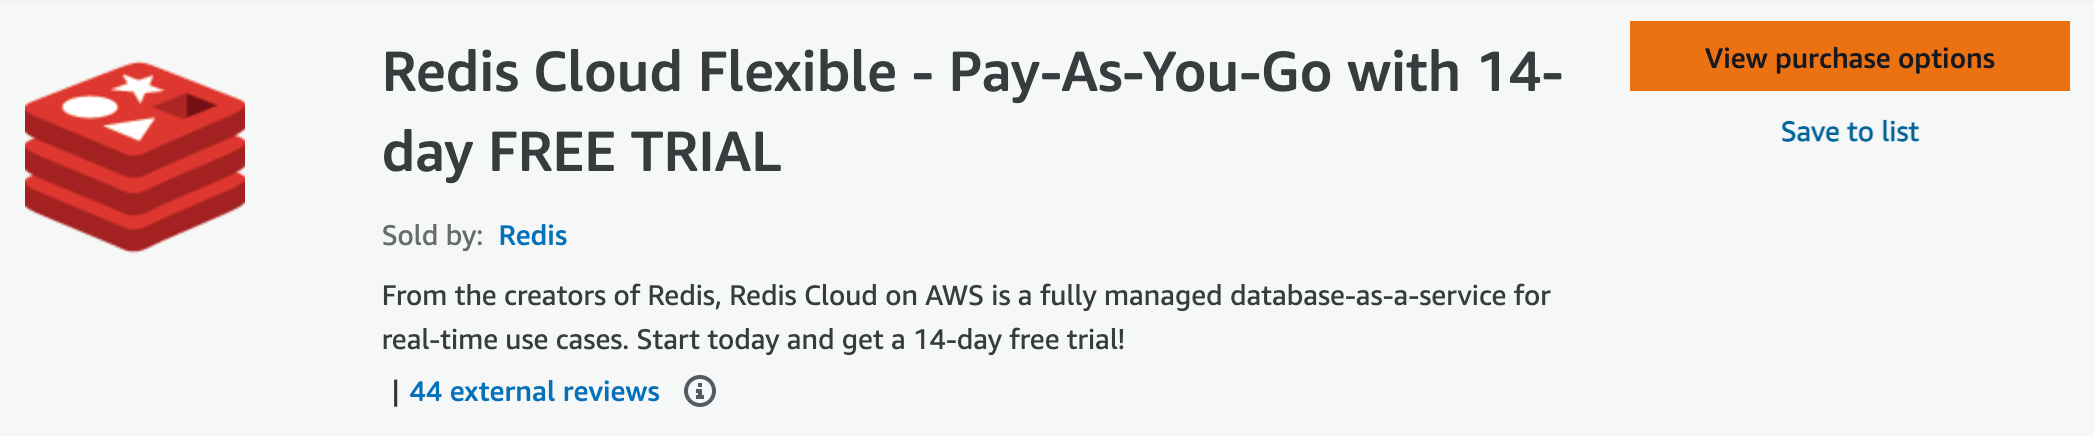 Redis Cloud Flexible - Pay-As-You-Go with 14-
day FREE TRIAL
View purchase options
Save to list
Sold by: Redis
From the creators of Redis, Redis Cloud on AWS is a fully managed database-as-a-service for
real-time use cases. Start today and get a 14-day free trial!
| 44 external reviews